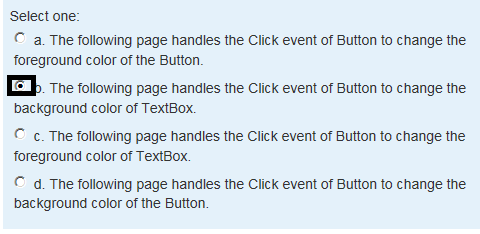 Select one:
a. The following page handles the Click event of Button to change the
foreground color of the Button.
b. The following page handles the Click event of Button to change the
background color of TextBox.
c. The following page handles the Click event of Button to change the
foreground color of TextBox.
d. The following page handles the Click event of Button to change the
background color of the Button.